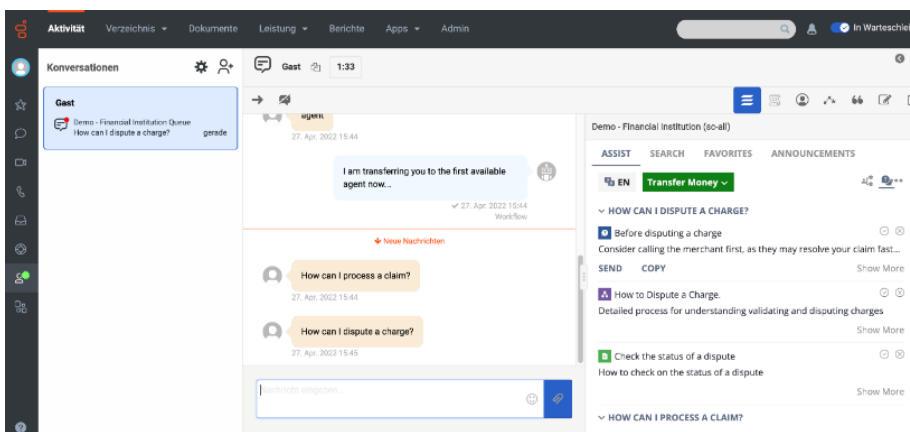 Aktivität Verzeichnis Dokumente Leistung Berichte Apps Admin In Warteschlei
Konversationen
Gast
Demo - Financial Institution Queue
How can I dispute a charge? gerade
Gast 1:33
agent
27. Apr. 2022 15:44
I am transferring you to the first available
agent now...
27. Apr. 2022 15:44
Workflow
Neue Nachrichten
How can I process a claim?
27. Apr. 2022 15:44
How can I dispute a charge?
27. Apr. 2022 15:45
Nachricht eingeben...
Demo - Financial Institution (sc-all)
ASSIST SEARCH FAVORITES ANNOUNCEMENTS
EN Transfer Money
HOW CAN I DISPUTE A CHARGE?
Before disputing a charge
Consider calling the merchant first, as they may resolve your claim fast...
SEND COPY Show More
How to Dispute a Charge.
Detailed process for understanding validating and disputing charges
Show More
Check the status of a dispute
How to check on the status of a dispute
Show More
HOW CAN I PROCESS A CLAIM?